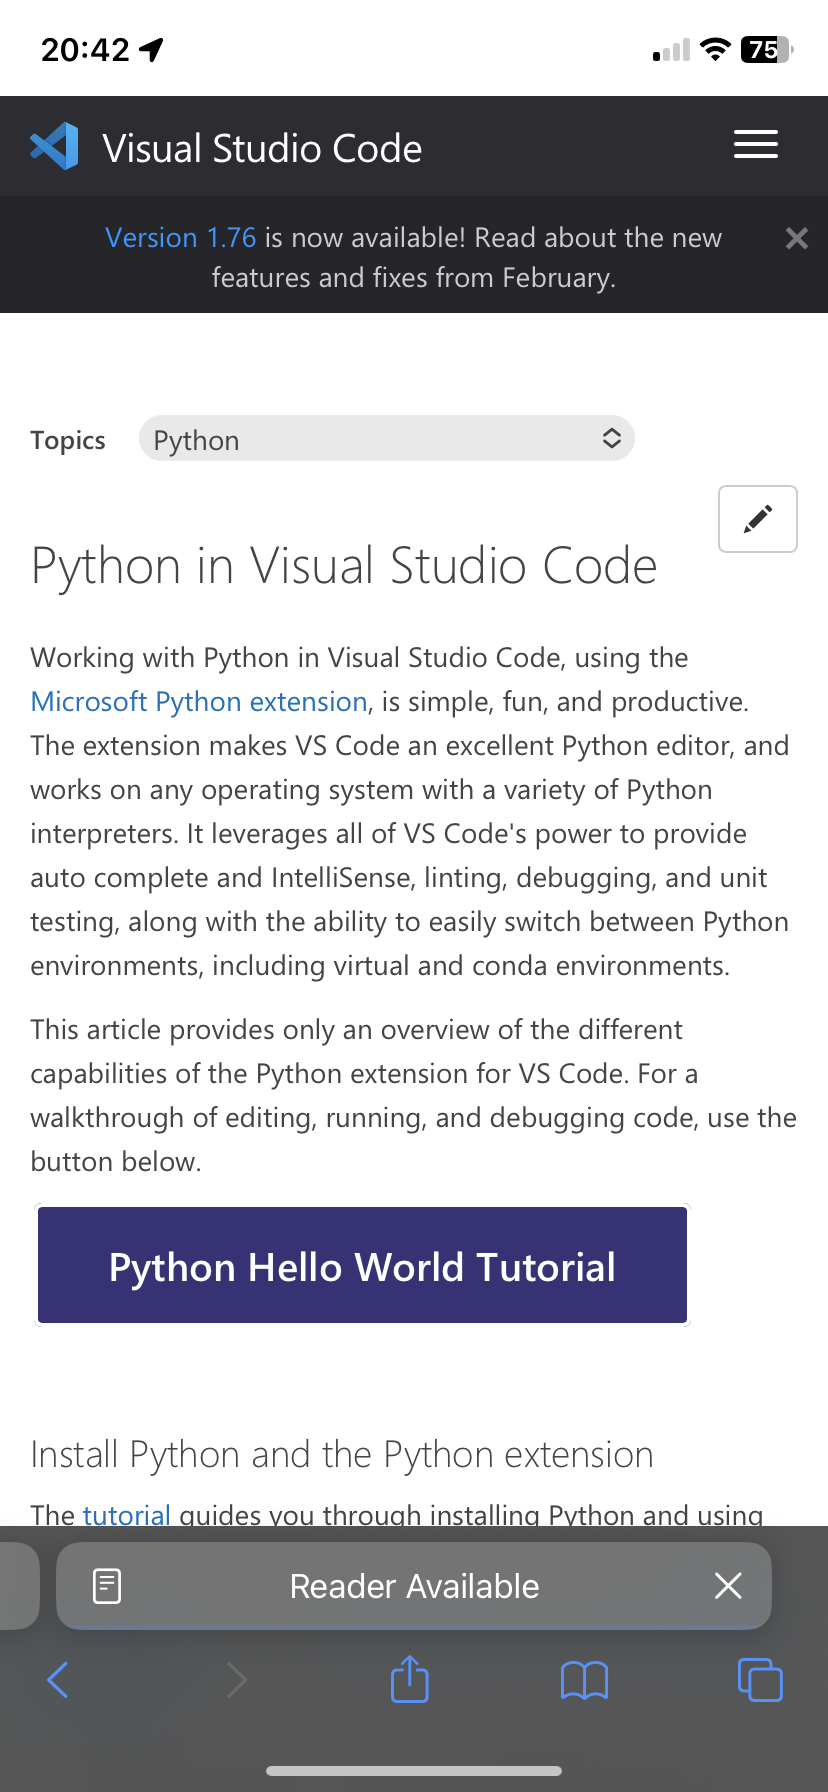 20:42
75
Visual Studio Code
Version 1.76 is now available! Read about the new
features and fixes from February.
Topics
Python
Python in Visual Studio Code
Working with Python in Visual Studio Code, using the
Microsoft Python extension, is simple, fun, and productive.
The extension makes VS Code an excellent Python editor, and
works on any operating system with a variety of Python
interpreters. It leverages all of VS Code's power to provide
auto complete and IntelliSense, linting, debugging, and unit
testing, along with the ability to easily switch between Python
environments, including virtual and conda environments.
This article provides only an overview of the different
capabilities of the Python extension for VS Code. For a
walkthrough of editing, running, and debugging code, use the
button below.
Python Hello World Tutorial
Install Python and the Python extension
The tutorial guides you through installing Python and using
Reader Available